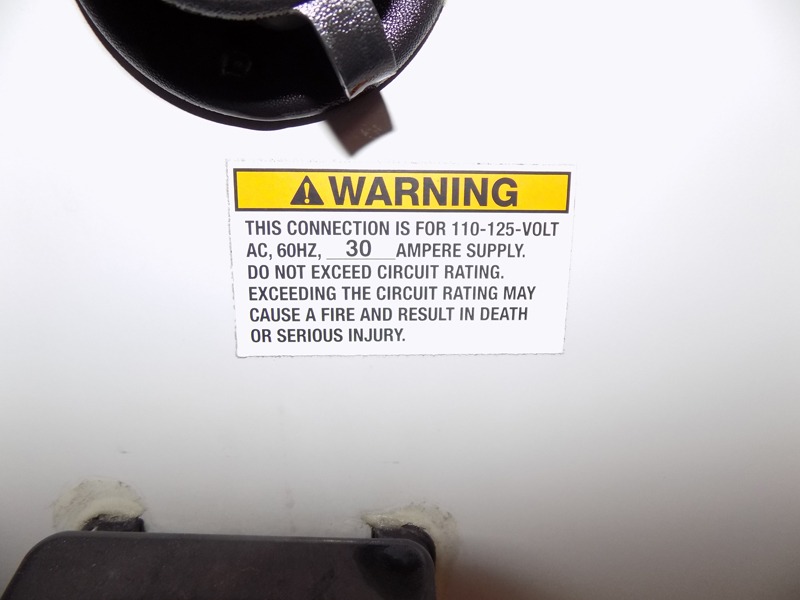 WARNING
THIS CONNECTION IS FOR 110-125-VOLT
AC, 60HZ, 30 AMPERE SUPPLY.
DO NOT EXCEED CIRCUIT RATING.
EXCEEDING THE CIRCUIT RATING MAY
CAUSE A FIRE AND RESULT IN DEATH
OR SERIOUS INJURY.